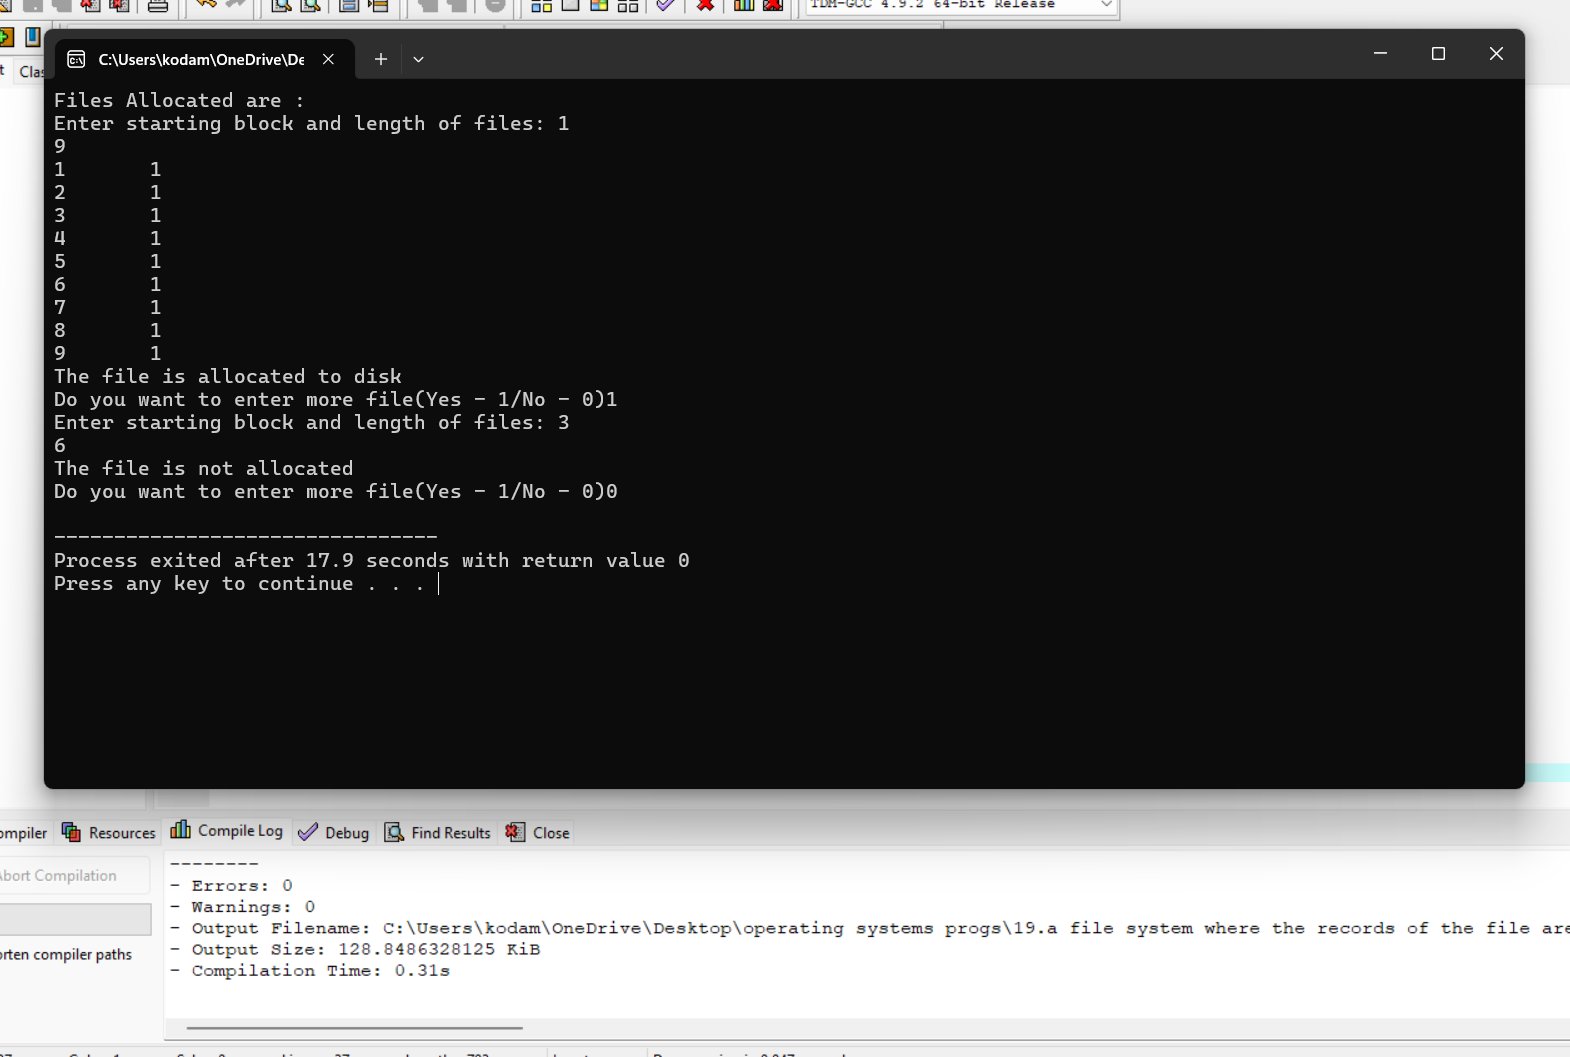 TDM-GCC 4.9.2 64-bit Release
C:\Users\kodam\OneDrive\De
Files Allocated are :
Enter starting block and length of files: 1
9
1 1
2 1
3 1
4 1
5 1
6 1
7 1
8 1
9 1
The file is allocated to disk
Do you want to enter more file(Yes - 1/No - 0)1
Enter starting block and length of files: 3
6
The file is not allocated
Do you want to enter more file(Yes - 1/No - 0)0
--------------------------------
Process exited after 17.9 seconds with return value 0
Press any key to continue . . .
ompiler Resources Compile Log Debug Find Results Close
Abort Compilation
orten compiler paths
--------
- Errors: 0
- Warnings: 0
- Output Filename: C:\Users\kodam\OneDrive\Desktop\operating systems progs\19.a file system where the records of the file are
- Output Size: 128.8486328125 KiB
- Compilation Time: 0.31s